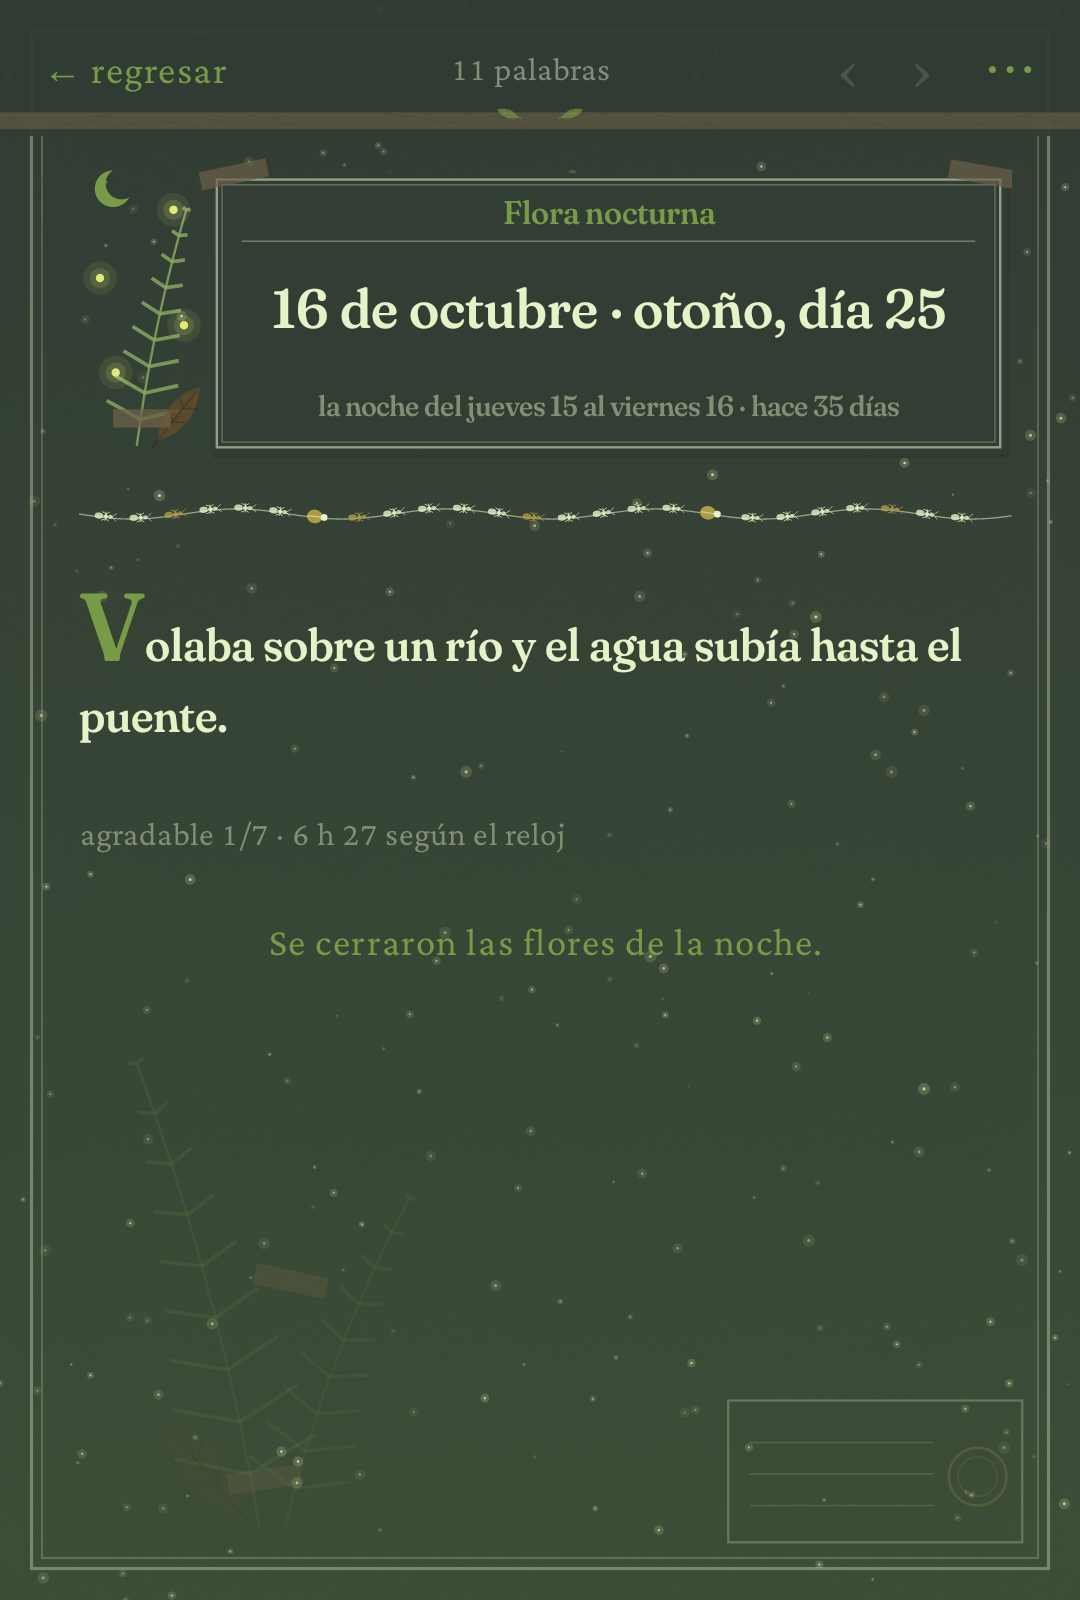 ← regresar
11 palabras
Flora nocturna
16 de octubre · otoño, día 25
la noche del jueves 15 al viernes 16 · hace 35 días
Volaba sobre un río y el agua subía hasta el
puente.
agradable 1/7 · 6 h 27 según el reloj
Se cerraron las flores de la noche.